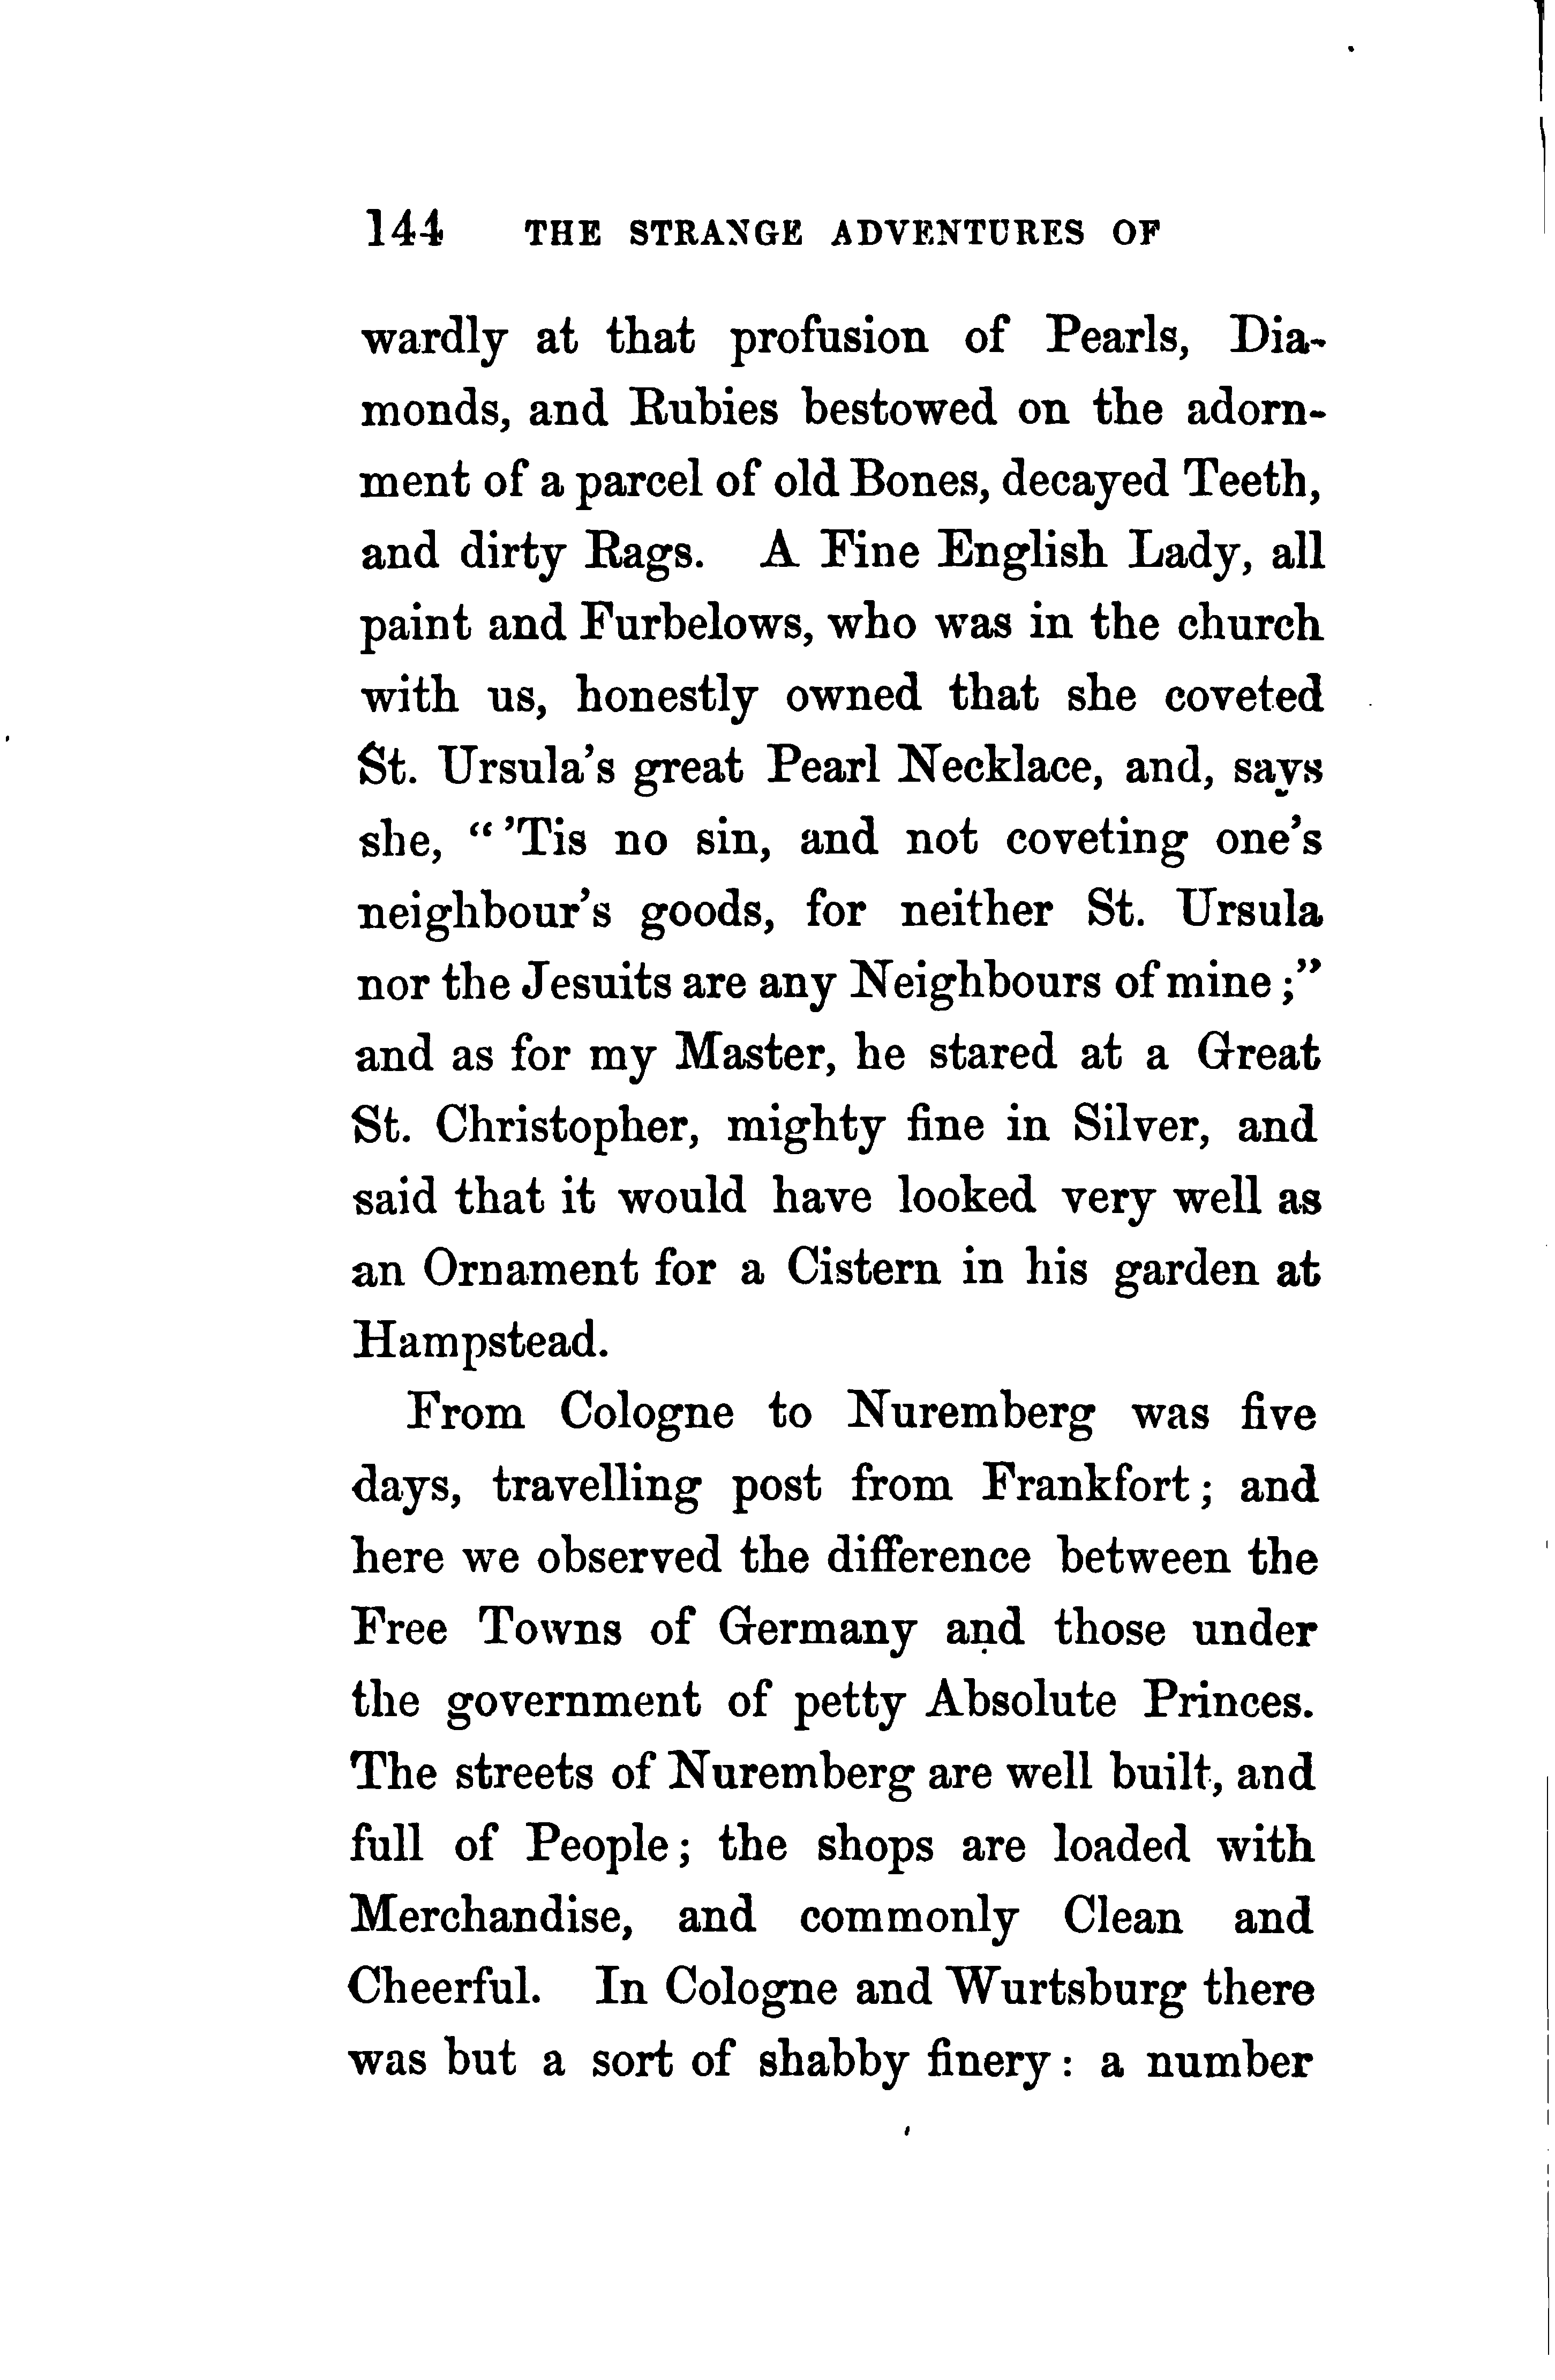 144 THE STRANGE ADVENTURES OF
wardly at that profusion of Pearls, Dia-
monds, and Rubies bestowed on the adorn-
ment of a parcel of old Bones, decayed Teeth,
and dirty Rags. A Fine English Lady, all
paint and Furbelows, who was in the church
with us, honestly owned that she coveted
St. Ursula's great Pearl Necklace, and, says
she, "'Tis no sin, and not coveting one's
neighbour's goods, for neither St. Ursula
nor the Jesuits are any Neighbours of mine;"
and as for my Master, he stared at a Great
St. Christopher, mighty fine in Silver, and
said that it would have looked very well as
an Ornament for a Cistern in his garden at
Hampstead.
From Cologne to Nuremberg was five
days, travelling post from Frankfort; and
here we observed the difference between the
Free Towns of Germany and those under
the government of petty Absolute Princes.
The streets of Nuremberg are well built, and
full of People; the shops are loaded with
Merchandise, and commonly Clean and
Cheerful. In Cologne and Wurtsburg there
was but a sort of shabby finery: a number